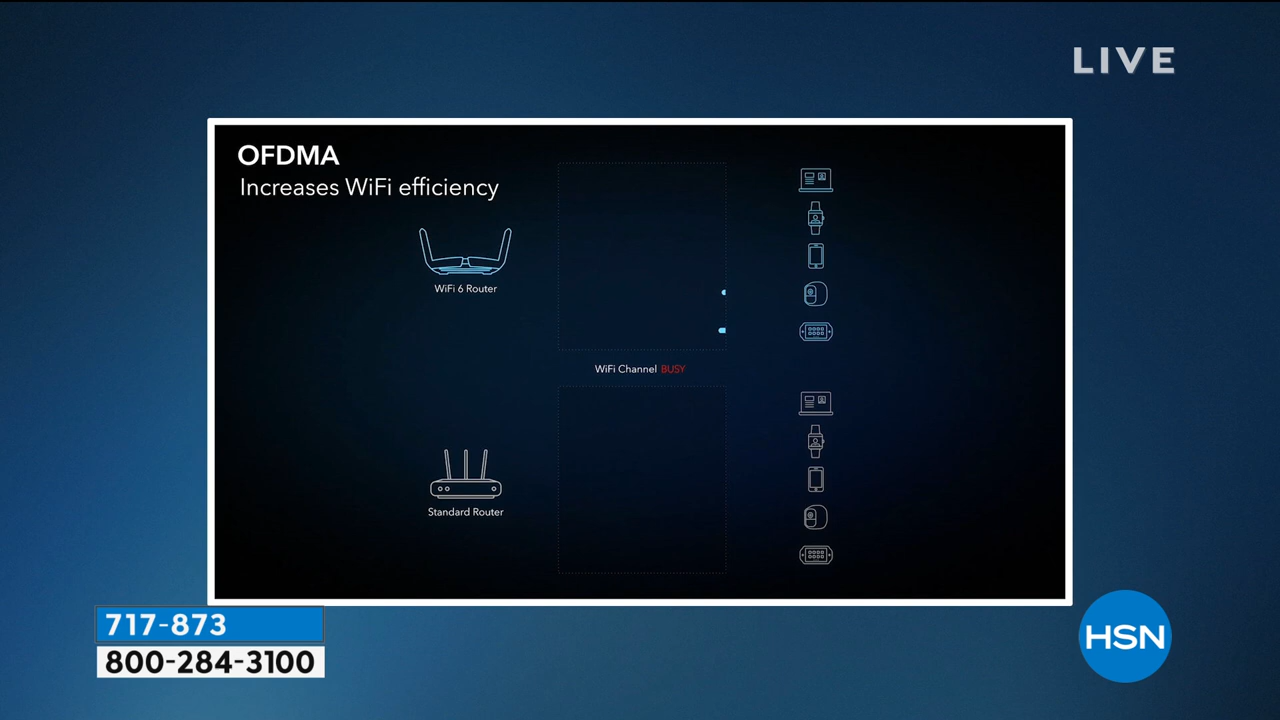 LIVE
OFDMA
Increases WiFi efficiency
WiFi 6 Router
WiFi Channel BUSY
Standard Router
717-873
800-284-3100
HSN